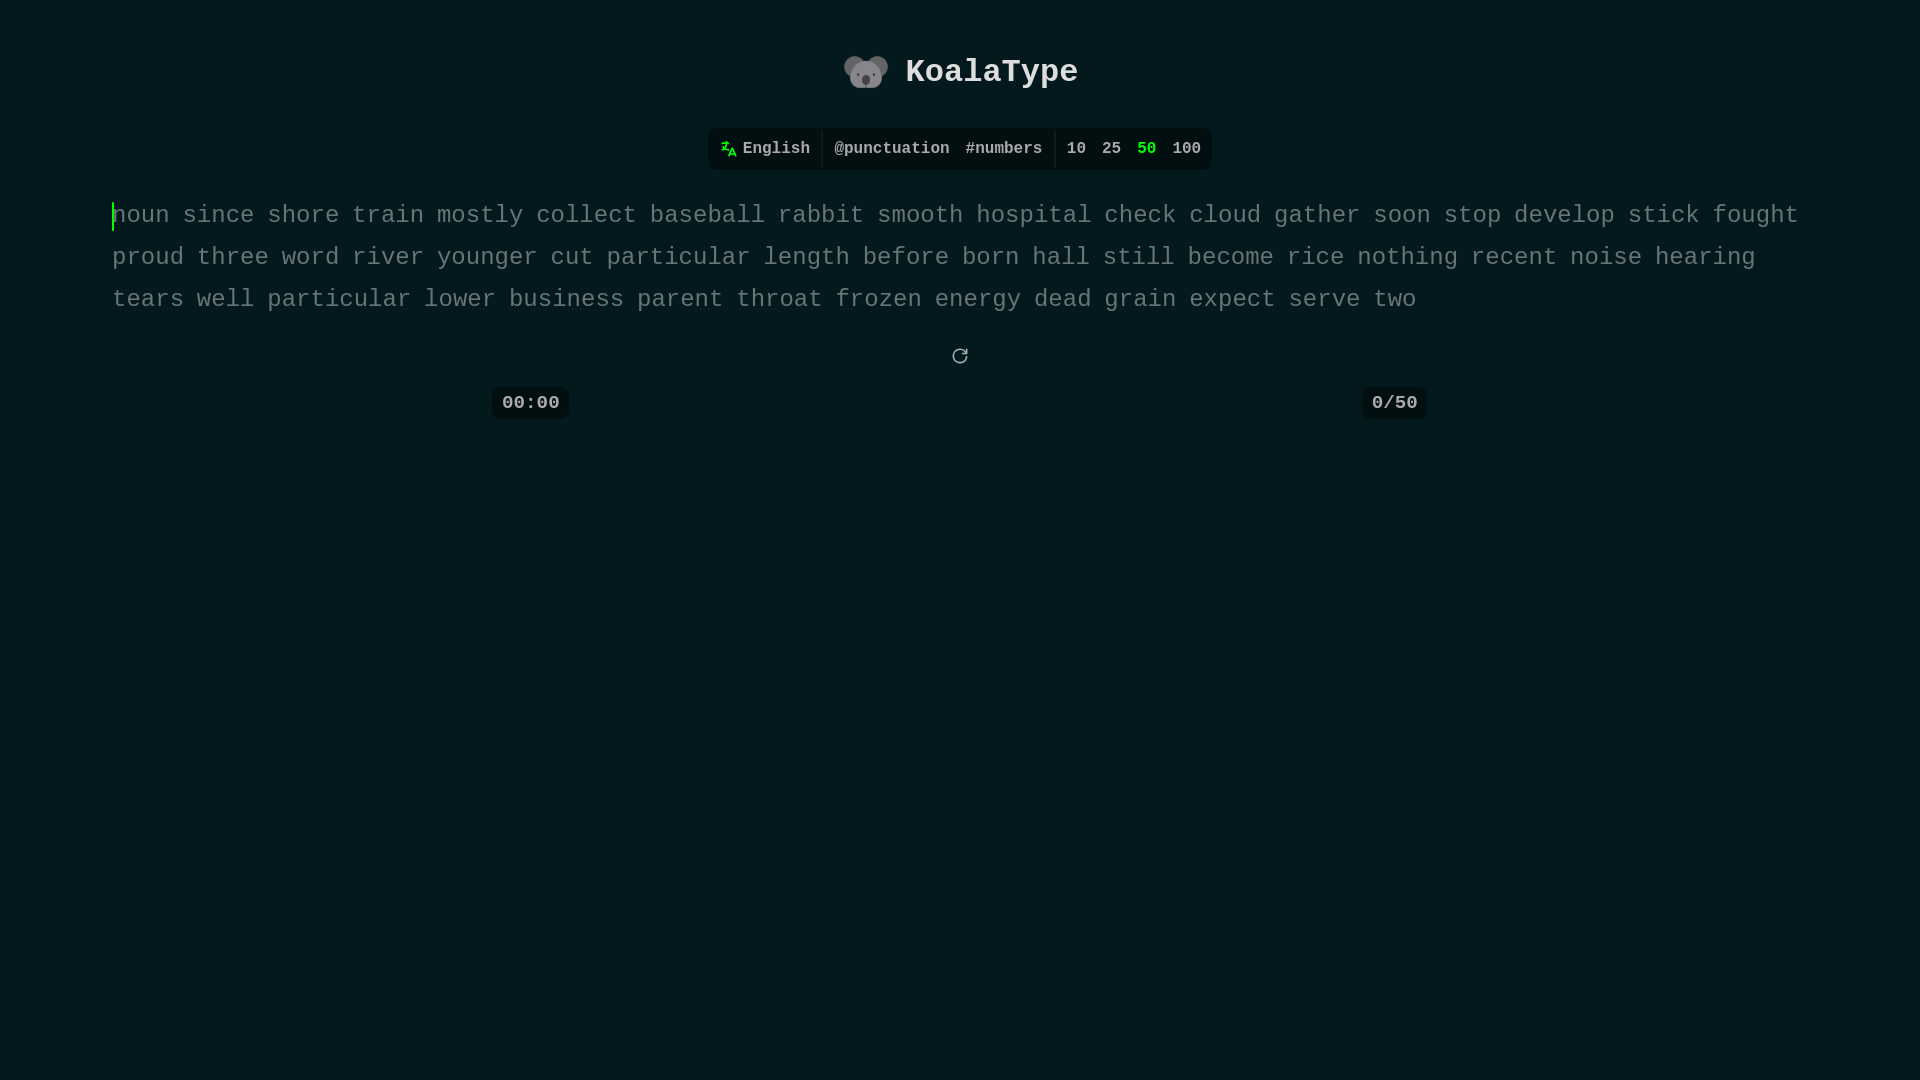 KoalaType
English @punctuation #numbers 10 25 50 100
noun since shore train mostly collect baseball rabbit smooth hospital check cloud gather soon stop develop stick fought
proud three word river younger cut particular length before born hall still become rice nothing recent noise hearing
tears well particular lower business parent throat frozen energy dead grain expect serve two
00:00 0/50